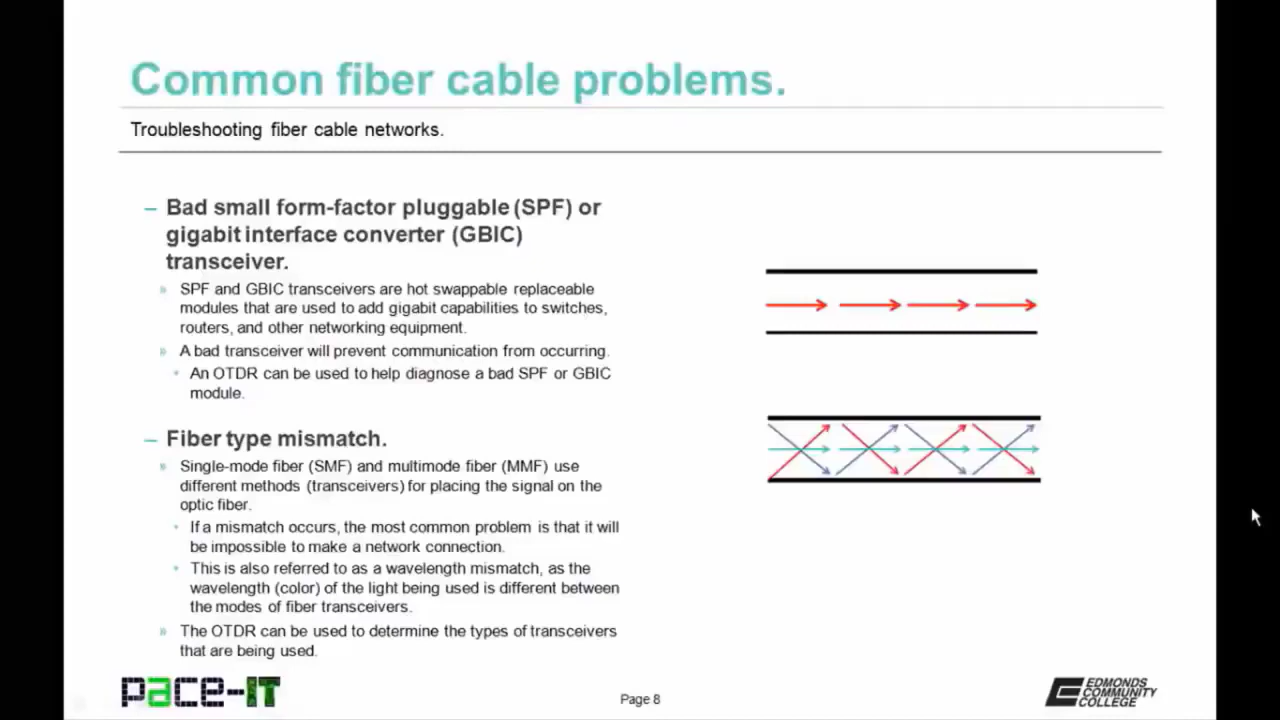 Common fiber cable problems.
Troubleshooting fiber cable networks.
– Bad small form-factor pluggable (SPF) or
gigabit interface converter (GBIC)
transceiver.
» SPF and GBIC transceivers are hot swappable replaceable
modules that are used to add gigabit capabilities to switches,
routers, and other networking equipment.
» A bad transceiver will prevent communication from occurring.
• An OTDR can be used to help diagnose a bad SPF or GBIC
module.
– Fiber type mismatch.
» Single-mode fiber (SMF) and multimode fiber (MMF) use
different methods (transceivers) for placing the signal on the
optic fiber.
• If a mismatch occurs, the most common problem is that it will
be impossible to make a network connection.
• This is also referred to as a wavelength mismatch, as the
wavelength (color) of the light being used is different between
the modes of fiber transceivers.
» The OTDR can be used to determine the types of transceivers
that are being used.
pace-IT
Page 8
EDMONDS
COMMUNITY
COLLEGE